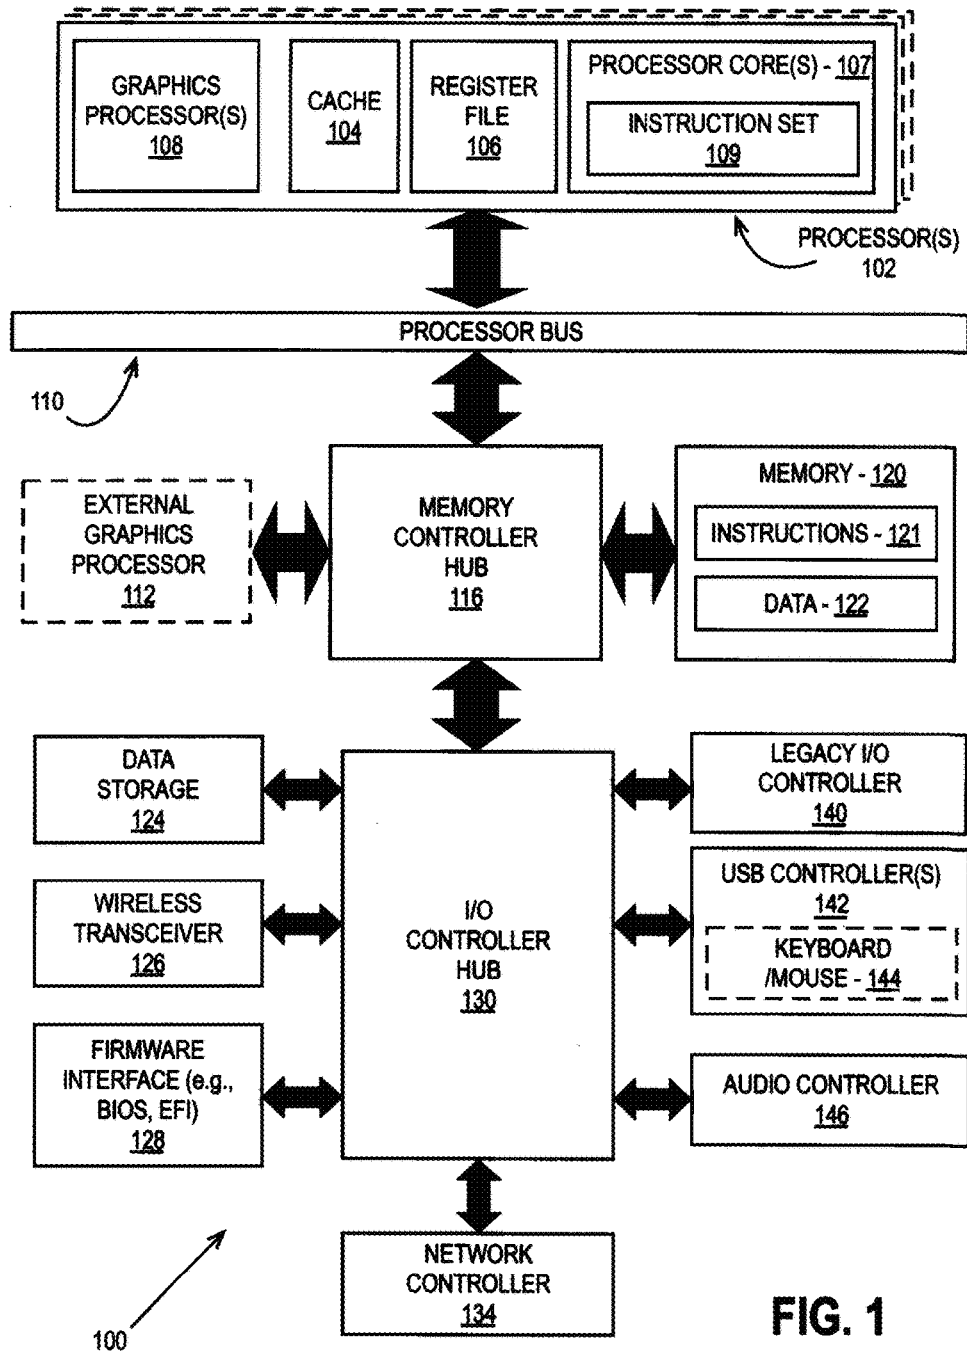 GRAPHICS
PROCESSOR(S)
108
CACHE
104
REGISTER
FILE
106
PROCESSOR CORE(S) - 107
INSTRUCTION SET
109
PROCESSOR(S)
102
PROCESSOR BUS
110
EXTERNAL
GRAPHICS
PROCESSOR
112
MEMORY
CONTROLLER
HUB
116
MEMORY - 120
INSTRUCTIONS - 121
DATA - 122
DATA
STORAGE
124
WIRELESS
TRANSCEIVER
126
FIRMWARE
INTERFACE (e.g.,
BIOS, EFI)
128
I/O
CONTROLLER
HUB
130
LEGACY I/O
CONTROLLER
140
USB CONTROLLER(S)
142
KEYBOARD
/MOUSE - 144
AUDIO CONTROLLER
146
NETWORK
CONTROLLER
134
100
FIG. 1